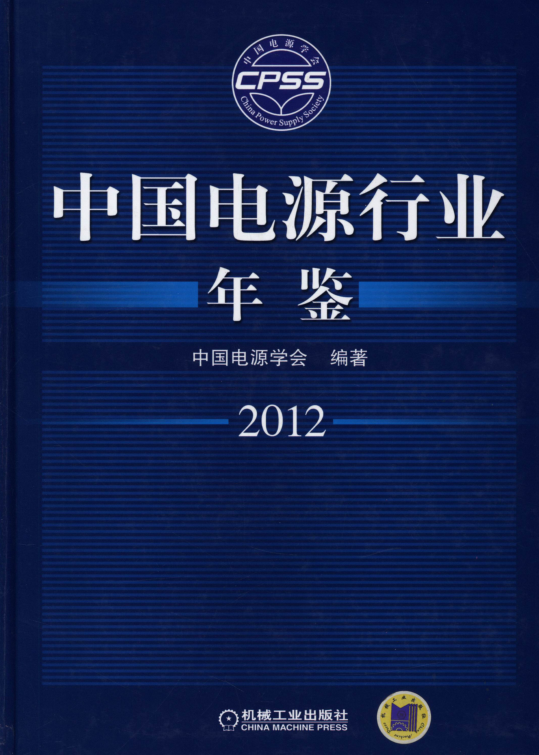 中国电源学会
CPSS
China Power Supply Society
中国电源行业
年鉴
中国电源学会 编著
2012
机械工业出版社
CHINA MACHINE PRESS